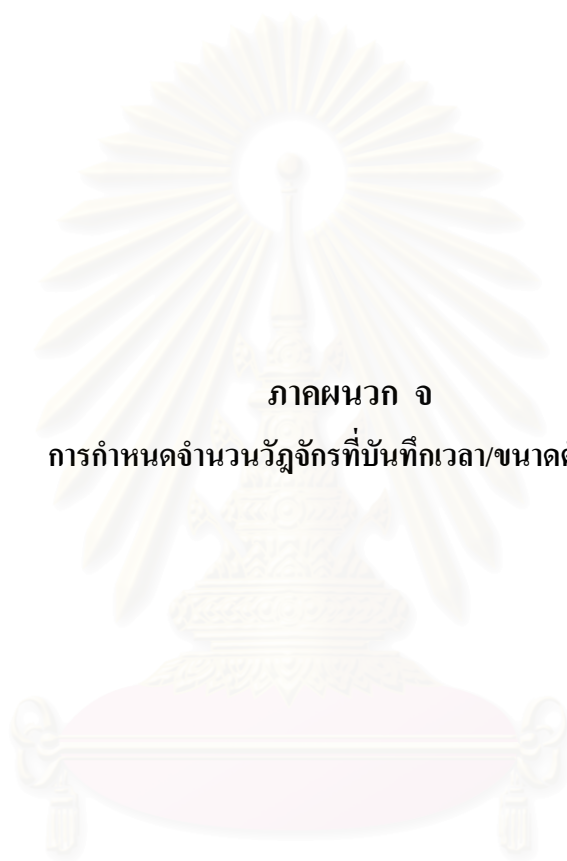 ภาคผนวก จ
การกำหนดจำนวนวัฎจักรที่บันทึกเวลา/ขนาด